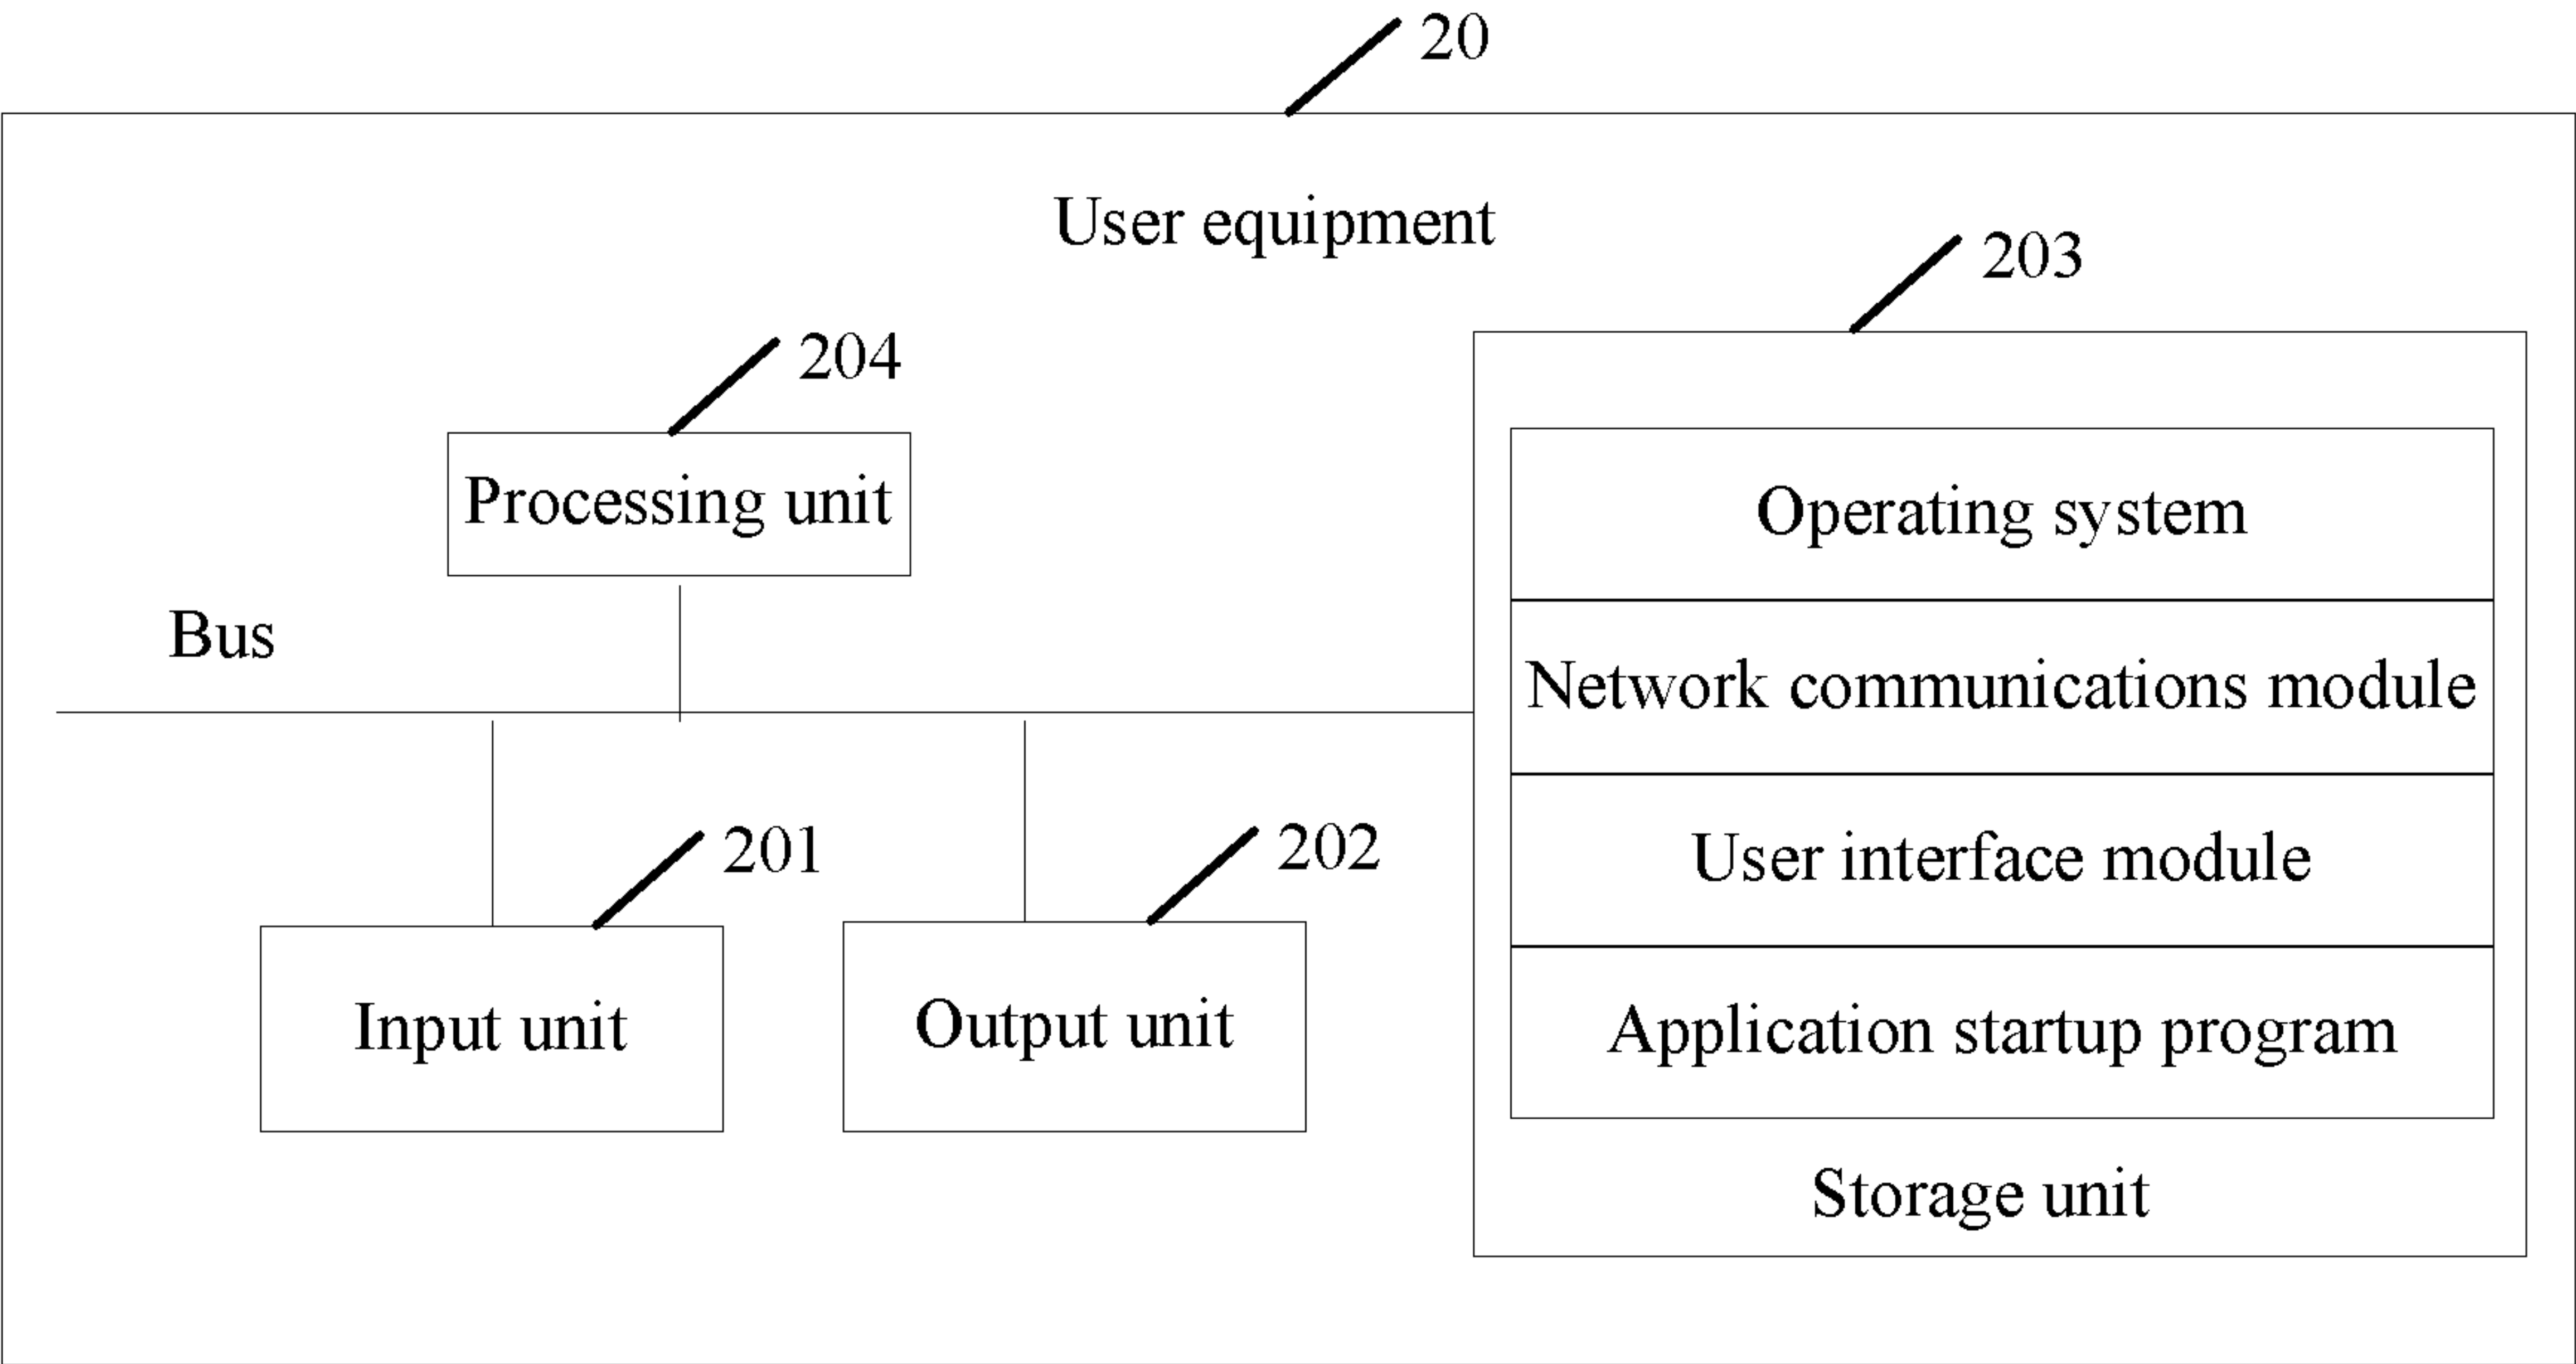 20
User equipment
203
204
Processing unit
Operating system
Bus
Network communications module
201
202
User interface module
Input unit
Output unit
Application startup program
Storage unit